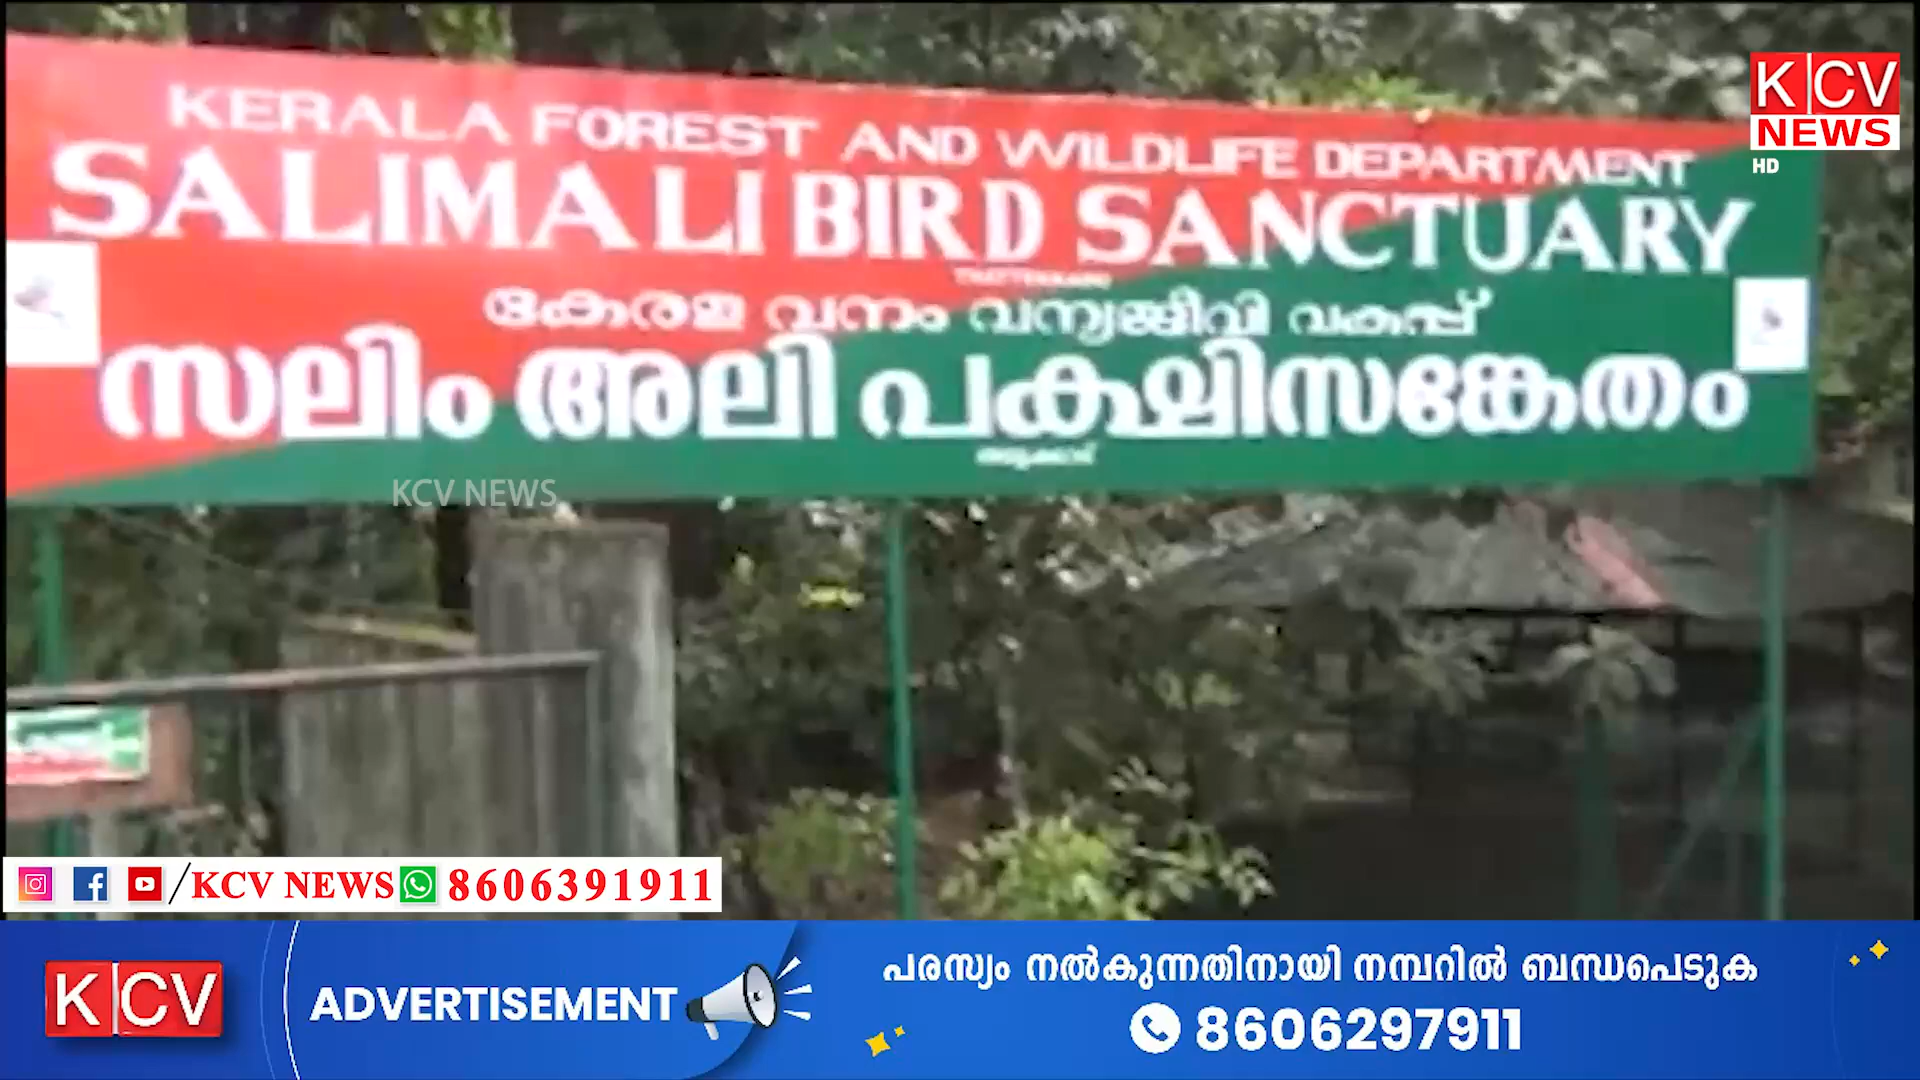 KERALA FOREST AND WILDLIFE DEPARTMENT
SALIMALI BIRD SANCTUARY
THATTEKKADU
കേരള വനം വന്യജീവി വകുപ്പ്
സലിം അലി പക്ഷിസങ്കേതം
KCV
NEWS
HD
KCV NEWS
/KCV NEWS 8606391911
KCV
ADVERTISEMENT
പരസ്യം നൽകുന്നതിനായി നമ്പറിൽ ബന്ധപെടുക
8606297911